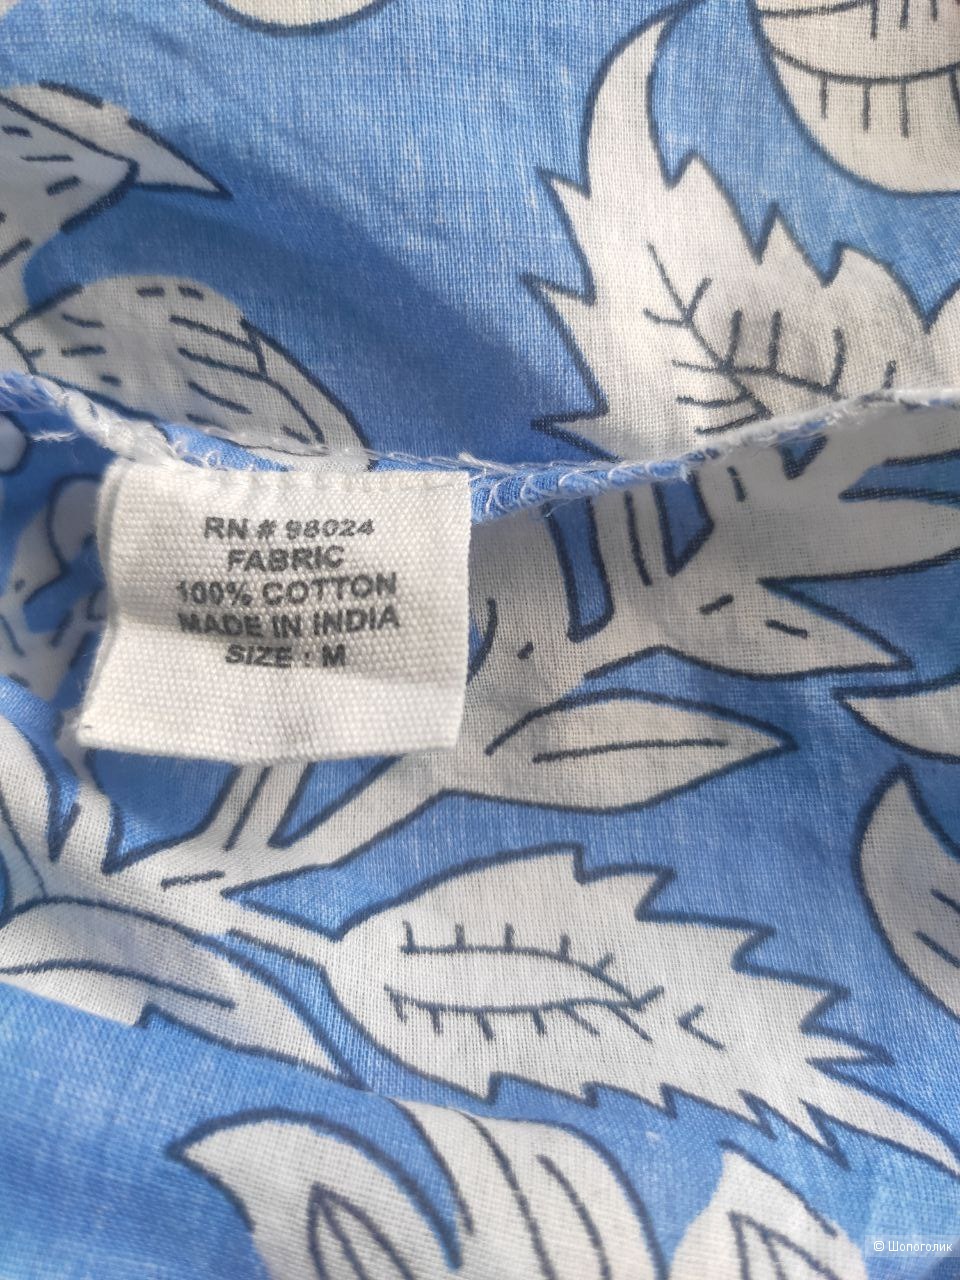 RN # 98024
FABRIC
100% COTTON
MADE IN INDIA
SIZE : M
© Шопоголик